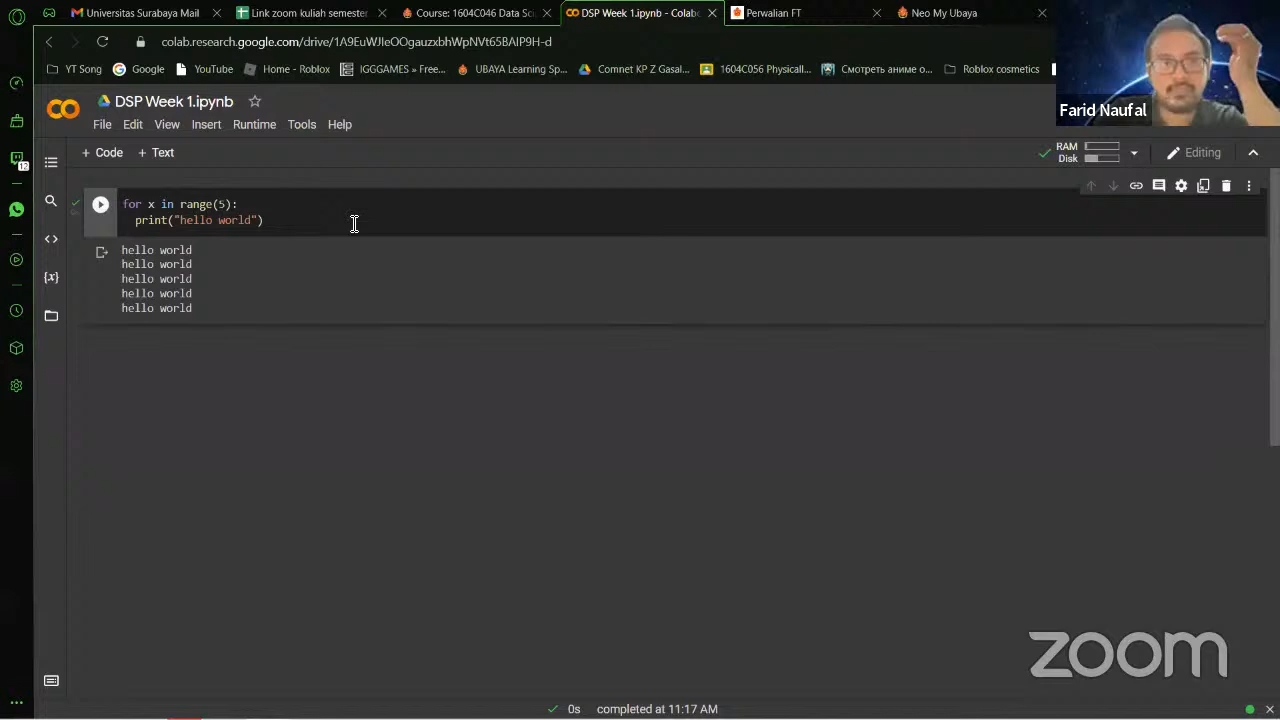 Universitas Surabaya Mail
Link zoom kuliah semester
Course: 1604C046 Data Sc
DSP Week 1.ipynb - Colab
Perwalian FT
Neo My Ubaya
colab.research.google.com/drive/1A9EuWJIeOOgauzxbhWpNVt65BAIP9H-d
YT Song
Google
YouTube
Home - Roblox
IGGGAMES » Free...
UBAYA Learning Sp...
Comnet KP Z Gasal...
1604C056 Physicall...
Смотреть аниме о...
Roblox cosmetics
Farid Naufal
DSP Week 1.ipynb
File Edit View Insert Runtime Tools Help
+ Code + Text
RAM
Disk
Editing
12
for x in range(5):
print("hello world")
hello world
hello world
hello world
hello world
hello world
{x}
zoom
0s completed at 11:17 AM